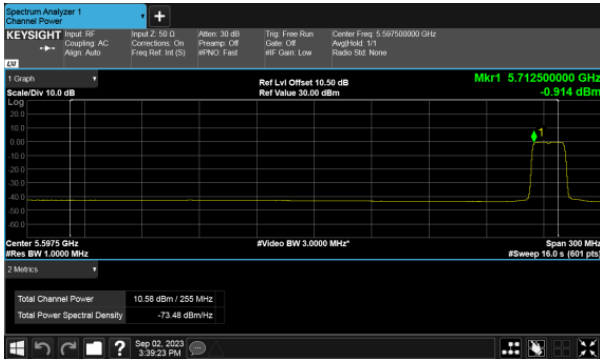 Spectrum Analyzer 1
Channel Power
+
KEYSIGHT
Input: RF
Coupling: AC
Align: Auto
Input Z: 50 Ω
Corrections: On
Freq Ref: Int (S)
Atten: 30 dB
Preamp: Off
#PNO: Fast
Trig: Free Run
Gate: Off
#IF Gain: Low
Center Freq: 5.597500000 GHz
Avg|Hold: 1/1
Radio Std: None
1 Graph
Scale/Div 10.0 dB
Ref Lvl Offset 10.50 dB
Ref Value 30.00 dBm
Mkr1 5.712500000 GHz
-0.914 dBm
Log
20.0
10.0
0.00
-10.0
-20.0
-30.0
-40.0
-50.0
-60.0
1
Center 5.5975 GHz
#Res BW 1.0000 MHz
#Video BW 3.0000 MHz*
Span 300 MHz
#Sweep 16.0 s (601 pts)
2 Metrics
Total Channel Power 10.58 dBm / 255 MHz
Total Power Spectral Density -73.48 dBm/Hz
?
Sep 02, 2023
3:39:23 PM